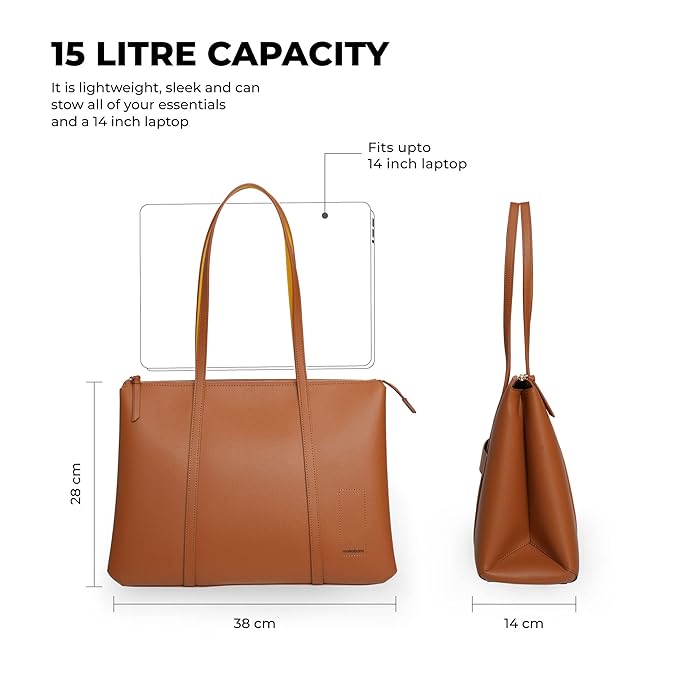 15 LITRE CAPACITY
It is lightweight, sleek and can
stow all of your essentials
and a 14 inch laptop
Fits upto
14 inch laptop
28 cm
38 cm
14 cm